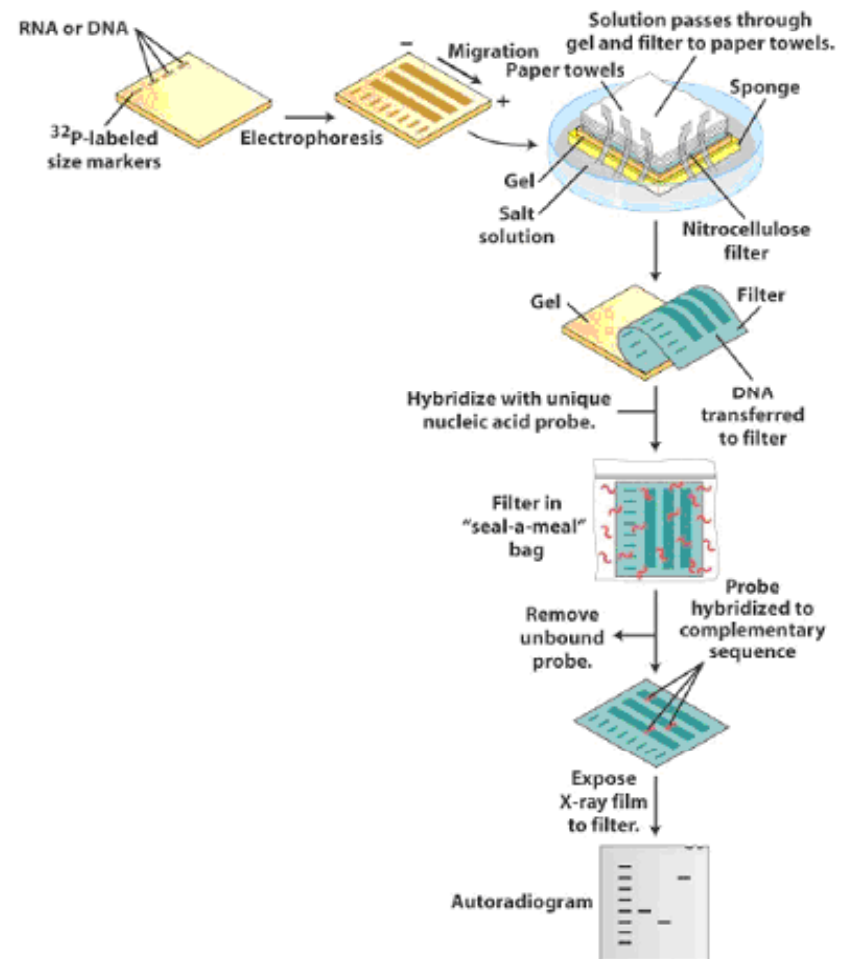 RNA or DNA
³²P-labeled
size markers
Electrophoresis
–
Migration
+
Solution passes through
gel and filter to paper towels.
Paper towels
Sponge
Gel
Salt
solution
Nitrocellulose
filter
Gel
Filter
DNA
transferred
to filter
Hybridize with unique
nucleic acid probe.
Filter in
"seal-a-meal"
bag
Remove
unbound
probe.
Probe
hybridized to
complementary
sequence
Expose
X-ray film
to filter.
Autoradiogram